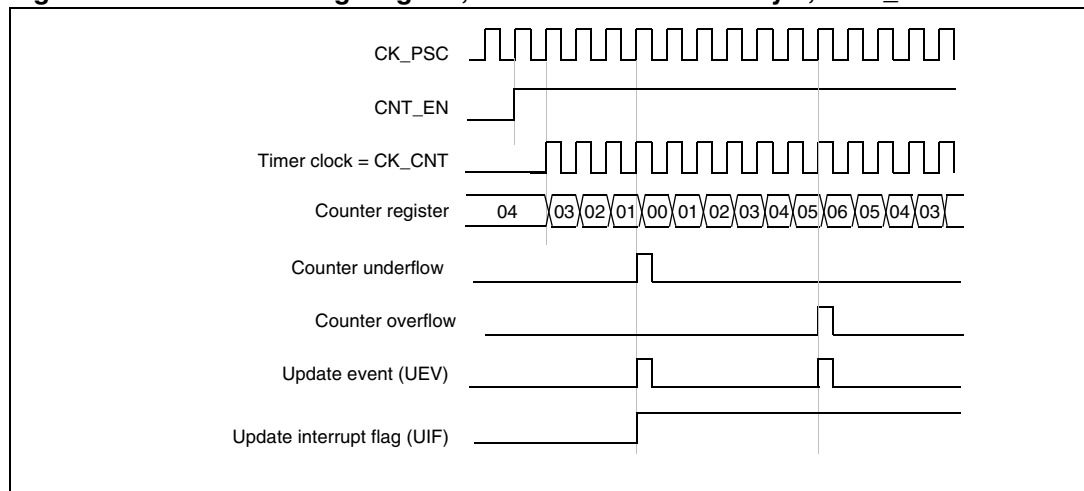 CK_PSC
CNT_EN
Timer clock = CK_CNT
Counter register 04 03 02 01 00 01 02 03 04 05 06 05 04 03
Counter underflow
Counter overflow
Update event (UEV)
Update interrupt flag (UIF)